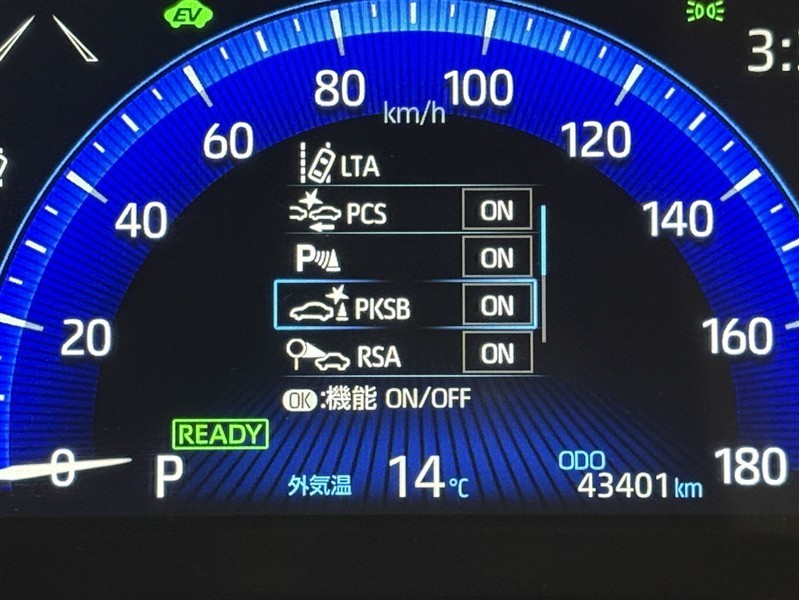 EV
3:
80
100
km/h
60
120
LTA
PCS ON
40
140
P ON
PKSB ON
20
160
RSA ON
OK:機能 ON/OFF
READY
0
P
外気温 14℃
ODO
43401km
180